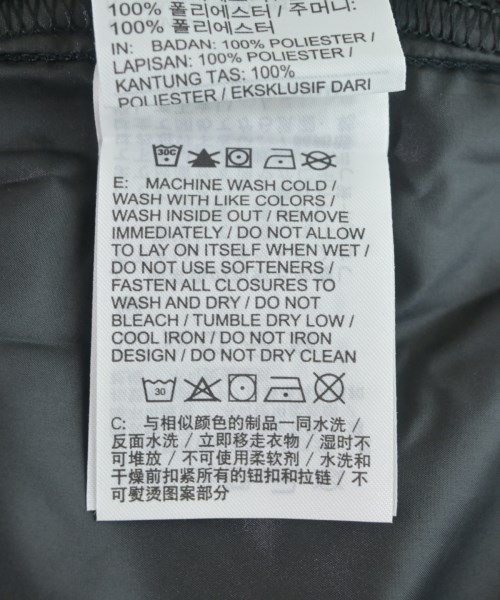 100% 폴리에스터 / 주머니:
100% 폴리에스터
IN: BADAN: 100% POLIESTER /
LAPISAN: 100% POLIESTER /
KANTUNG TAS: 100%
POLIESTER / EKSKLUSIF DARI
30C
E: MACHINE WASH COLD /
WASH WITH LIKE COLORS /
WASH INSIDE OUT / REMOVE
IMMEDIATELY / DO NOT ALLOW
TO LAY ON ITSELF WHEN WET /
DO NOT USE SOFTENERS /
FASTEN ALL CLOSURES TO
WASH AND DRY / DO NOT
BLEACH / TUMBLE DRY LOW /
COOL IRON / DO NOT IRON
DESIGN / DO NOT DRY CLEAN
30
C: 与相似颜色的制品一同水洗 /
反面水洗 / 立即移走衣物 / 湿时不
可堆放 / 不可使用柔软剂 / 水洗和
干燥前扣紧所有的钮扣和拉链 / 不
可熨烫图案部分